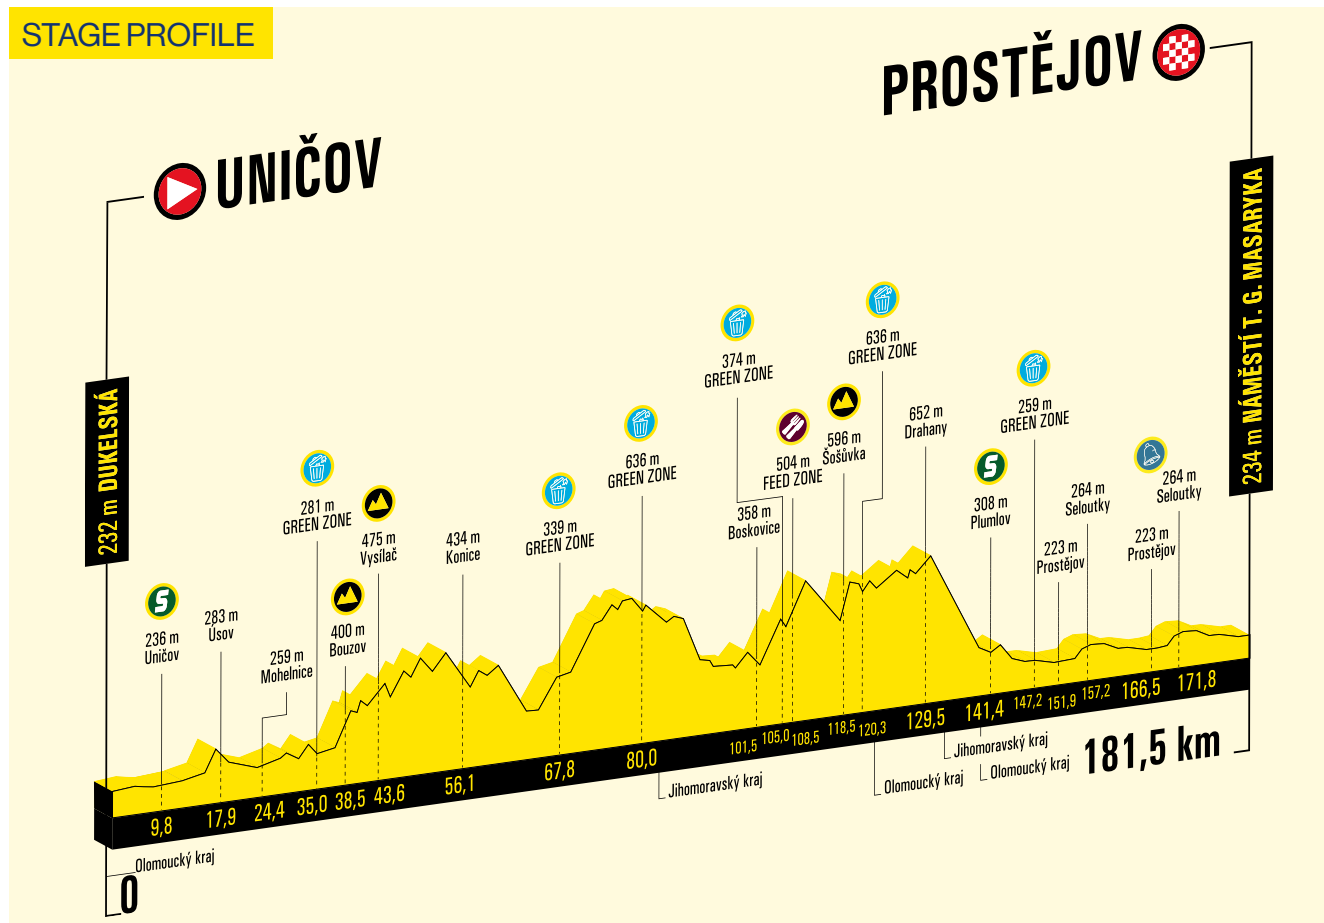 STAGE PROFILE
PROSTĚJOV
UNIČOV
232 m DUKELSKÁ
234 m NÁMĚSTÍ T. G. MASARYKA
S
236 m
Uničov
283 m
Úsov
259 m
Mohelnice
281 m
GREEN ZONE
400 m
Bouzov
475 m
Vysílač
434 m
Konice
339 m
GREEN ZONE
636 m
GREEN ZONE
374 m
GREEN ZONE
358 m
Boskovice
504 m
FEED ZONE
596 m
Šošůvka
636 m
GREEN ZONE
652 m
Drahany
S
308 m
Plumlov
259 m
GREEN ZONE
223 m
Prostějov
264 m
Seloutky
223 m
Prostějov
264 m
Seloutky
9,8
17,9
24,4
35,0
38,5
43,6
56,1
67,8
80,0
101,5
105,0
108,5
118,5
120,3
129,5
141,4
147,2
151,9
157,2
166,5
171,8
181,5 km
Olomoucký kraj
Jihomoravský kraj
Olomoucký kraj
Jihomoravský kraj
Olomoucký kraj
0